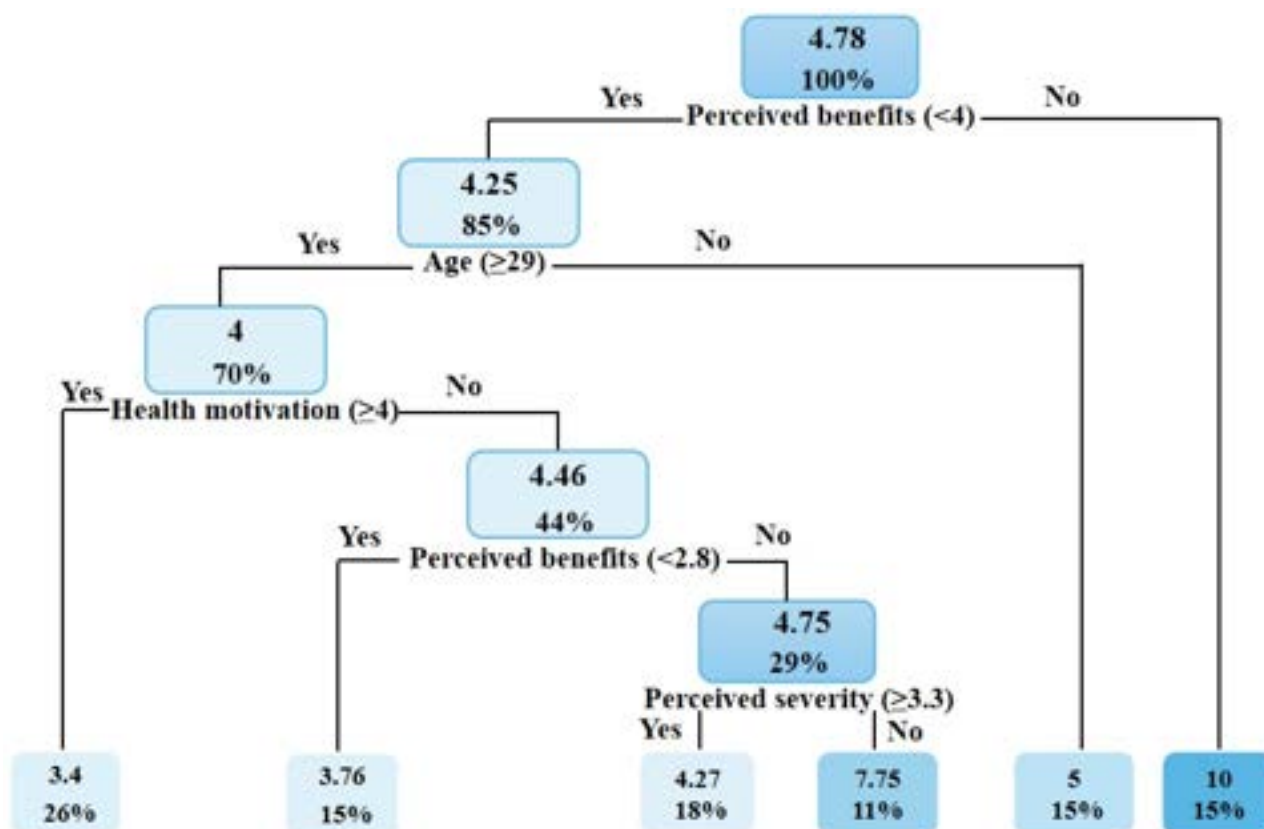 4.78
100%
Yes
Perceived benefits (<4)
No
4.25
85%
Yes
Age (≥29)
No
4
70%
Yes
Health motivation (≥4)
No
4.46
44%
Yes
Perceived benefits (<2.8)
No
4.75
29%
Perceived severity (≥3.3)
Yes
No
3.4
26%
3.76
15%
4.27
18%
7.75
11%
5
15%
10
15%